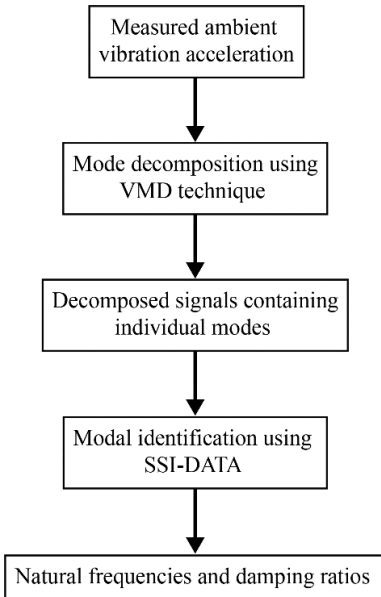 Measured ambient
vibration acceleration
Mode decomposition using
VMD technique
Decomposed signals containing
individual modes
Modal identification using
SSI-DATA
Natural frequencies and damping ratios